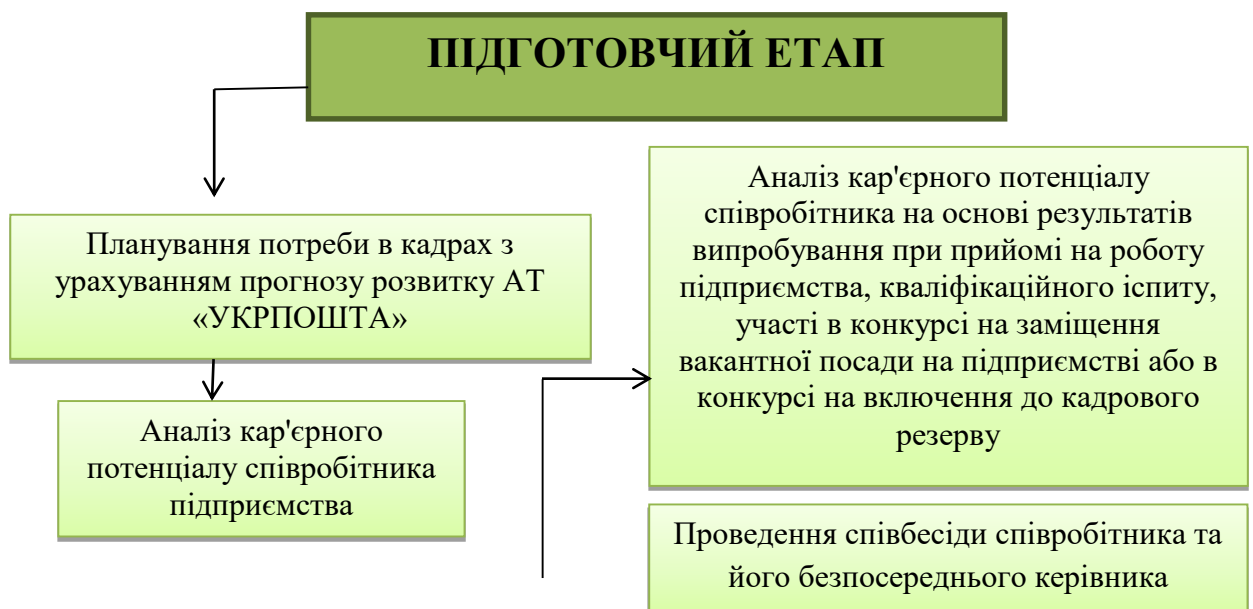 ПІДГОТОВЧИЙ ЕТАП
Планування потреби в кадрах з
урахуванням прогнозу розвитку АТ
«УКРПОШТА»
Аналіз кар'єрного
потенціалу співробітника
підприємства
Аналіз кар'єрного потенціалу
співробітника на основі результатів
випробування при прийомі на роботу
підприємства, кваліфікаційного іспиту,
участі в конкурсі на заміщення
вакантної посади на підприємстві або в
конкурсі на включення до кадрового
резерву
Проведення співбесіди співробітника та
його безпосереднього керівника